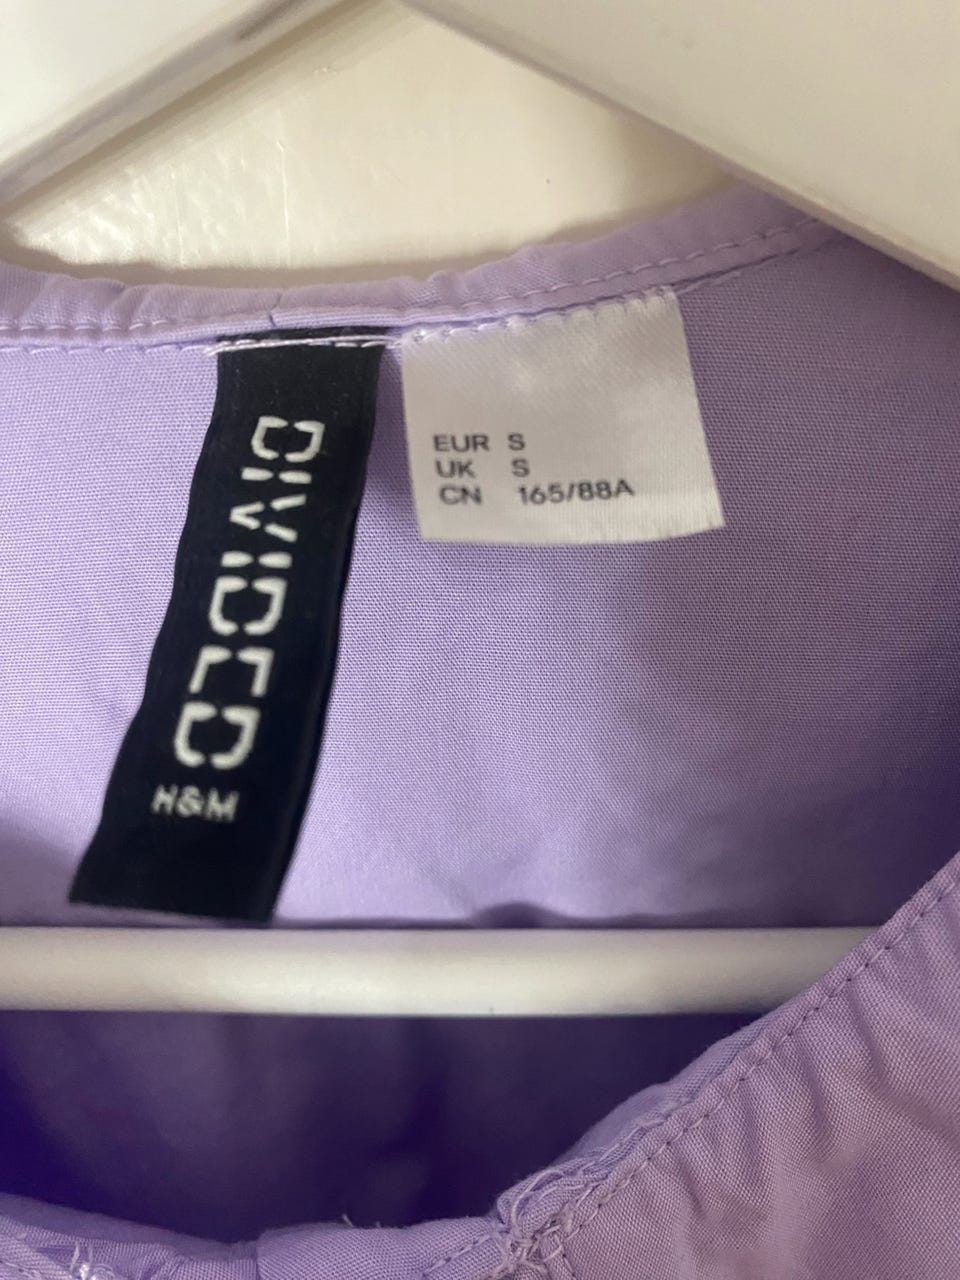 DIVIDED
H&M
EUR S
UK S
CN 165/88A